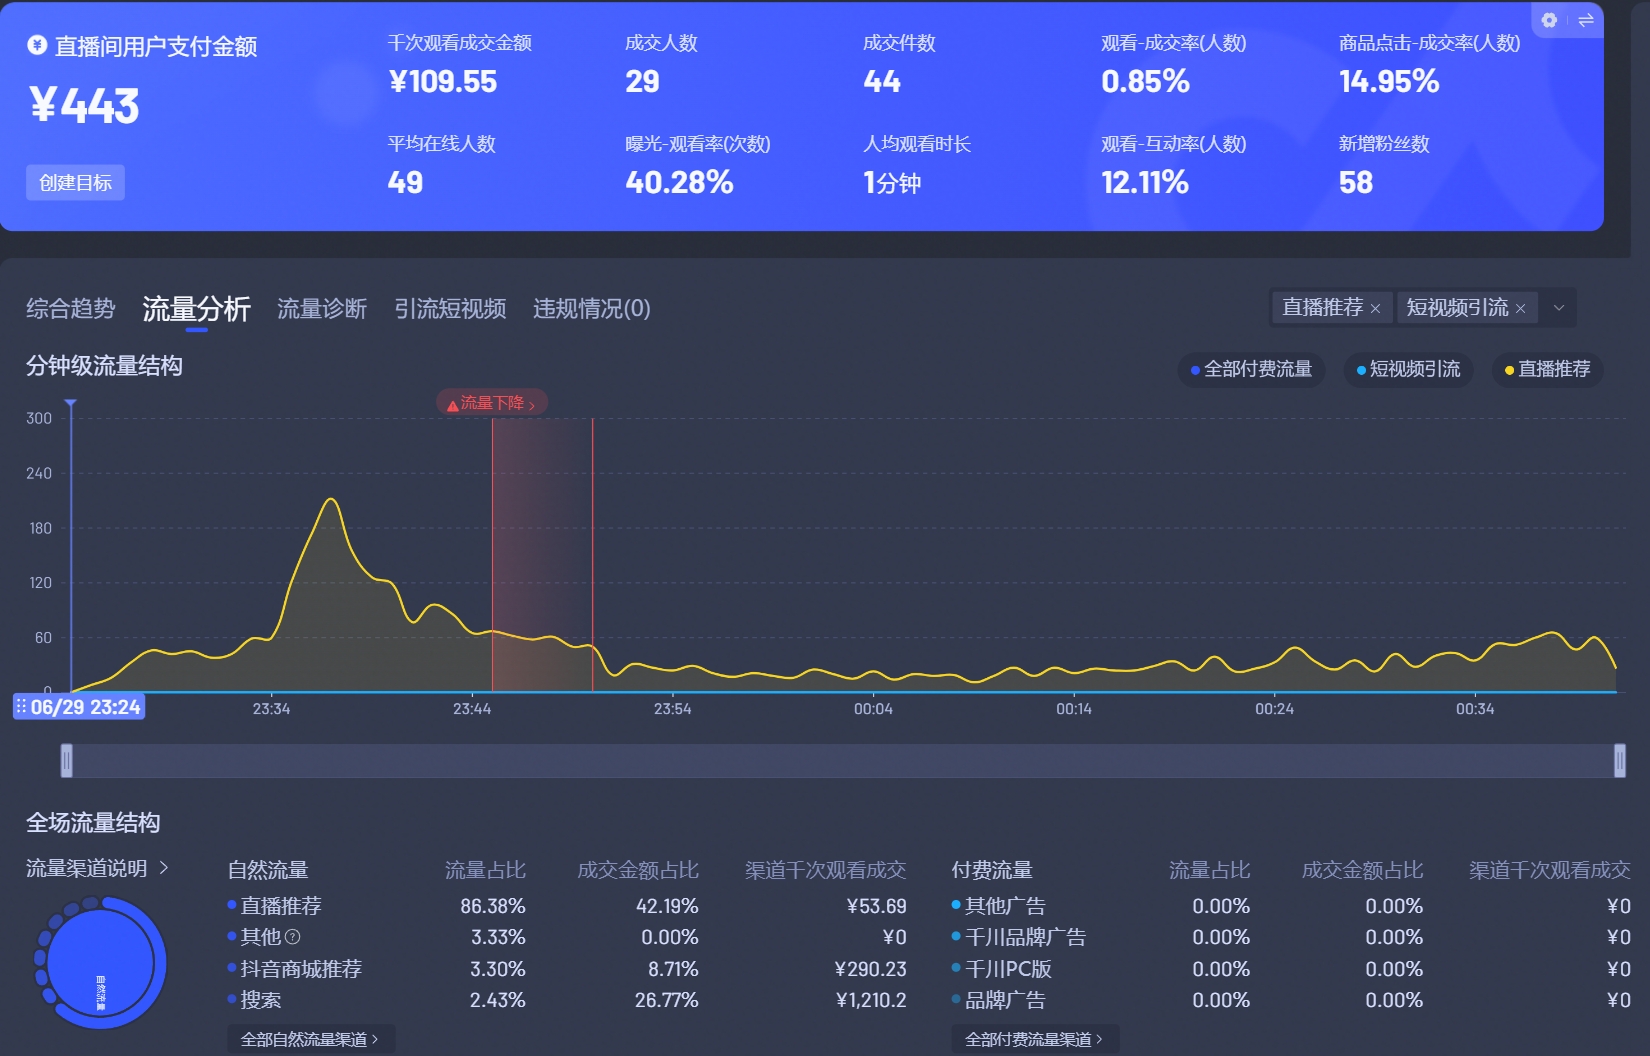 直播间用户支付金额
¥443
创建目标
千次观看成交金额 成交人数 成交件数 观看-成交率(人数) 商品点击-成交率(人数)
¥109.55 29 44 0.85% 14.95%
平均在线人数 曝光-观看率(次数) 人均观看时长 观看-互动率(人数) 新增粉丝数
49 40.28% 1分钟 12.11% 58
综合趋势 流量分析 流量诊断 引流短视频 违规情况(0) 直播推荐 × 短视频引流 ×
分钟级流量结构
全部付费流量 短视频引流 直播推荐
流量下降 >
300
240
180
120
60
0
06/29 23:24 23:34 23:44 23:54 00:04 00:14 00:24 00:34
全场流量结构
流量渠道说明 >
自然流量
自然流量 流量占比 成交金额占比 渠道千次观看成交
直播推荐 86.38% 42.19% ¥53.69
其他 3.33% 0.00% ¥0
抖音商城推荐 3.30% 8.71% ¥290.23
搜索 2.43% 26.77% ¥1,210.2
全部自然流量渠道 >
付费流量 流量占比 成交金额占比 渠道千次观看成交
其他广告 0.00% 0.00% ¥0
千川品牌广告 0.00% 0.00% ¥0
千川PC版 0.00% 0.00% ¥0
品牌广告 0.00% 0.00% ¥0
全部付费流量渠道 >